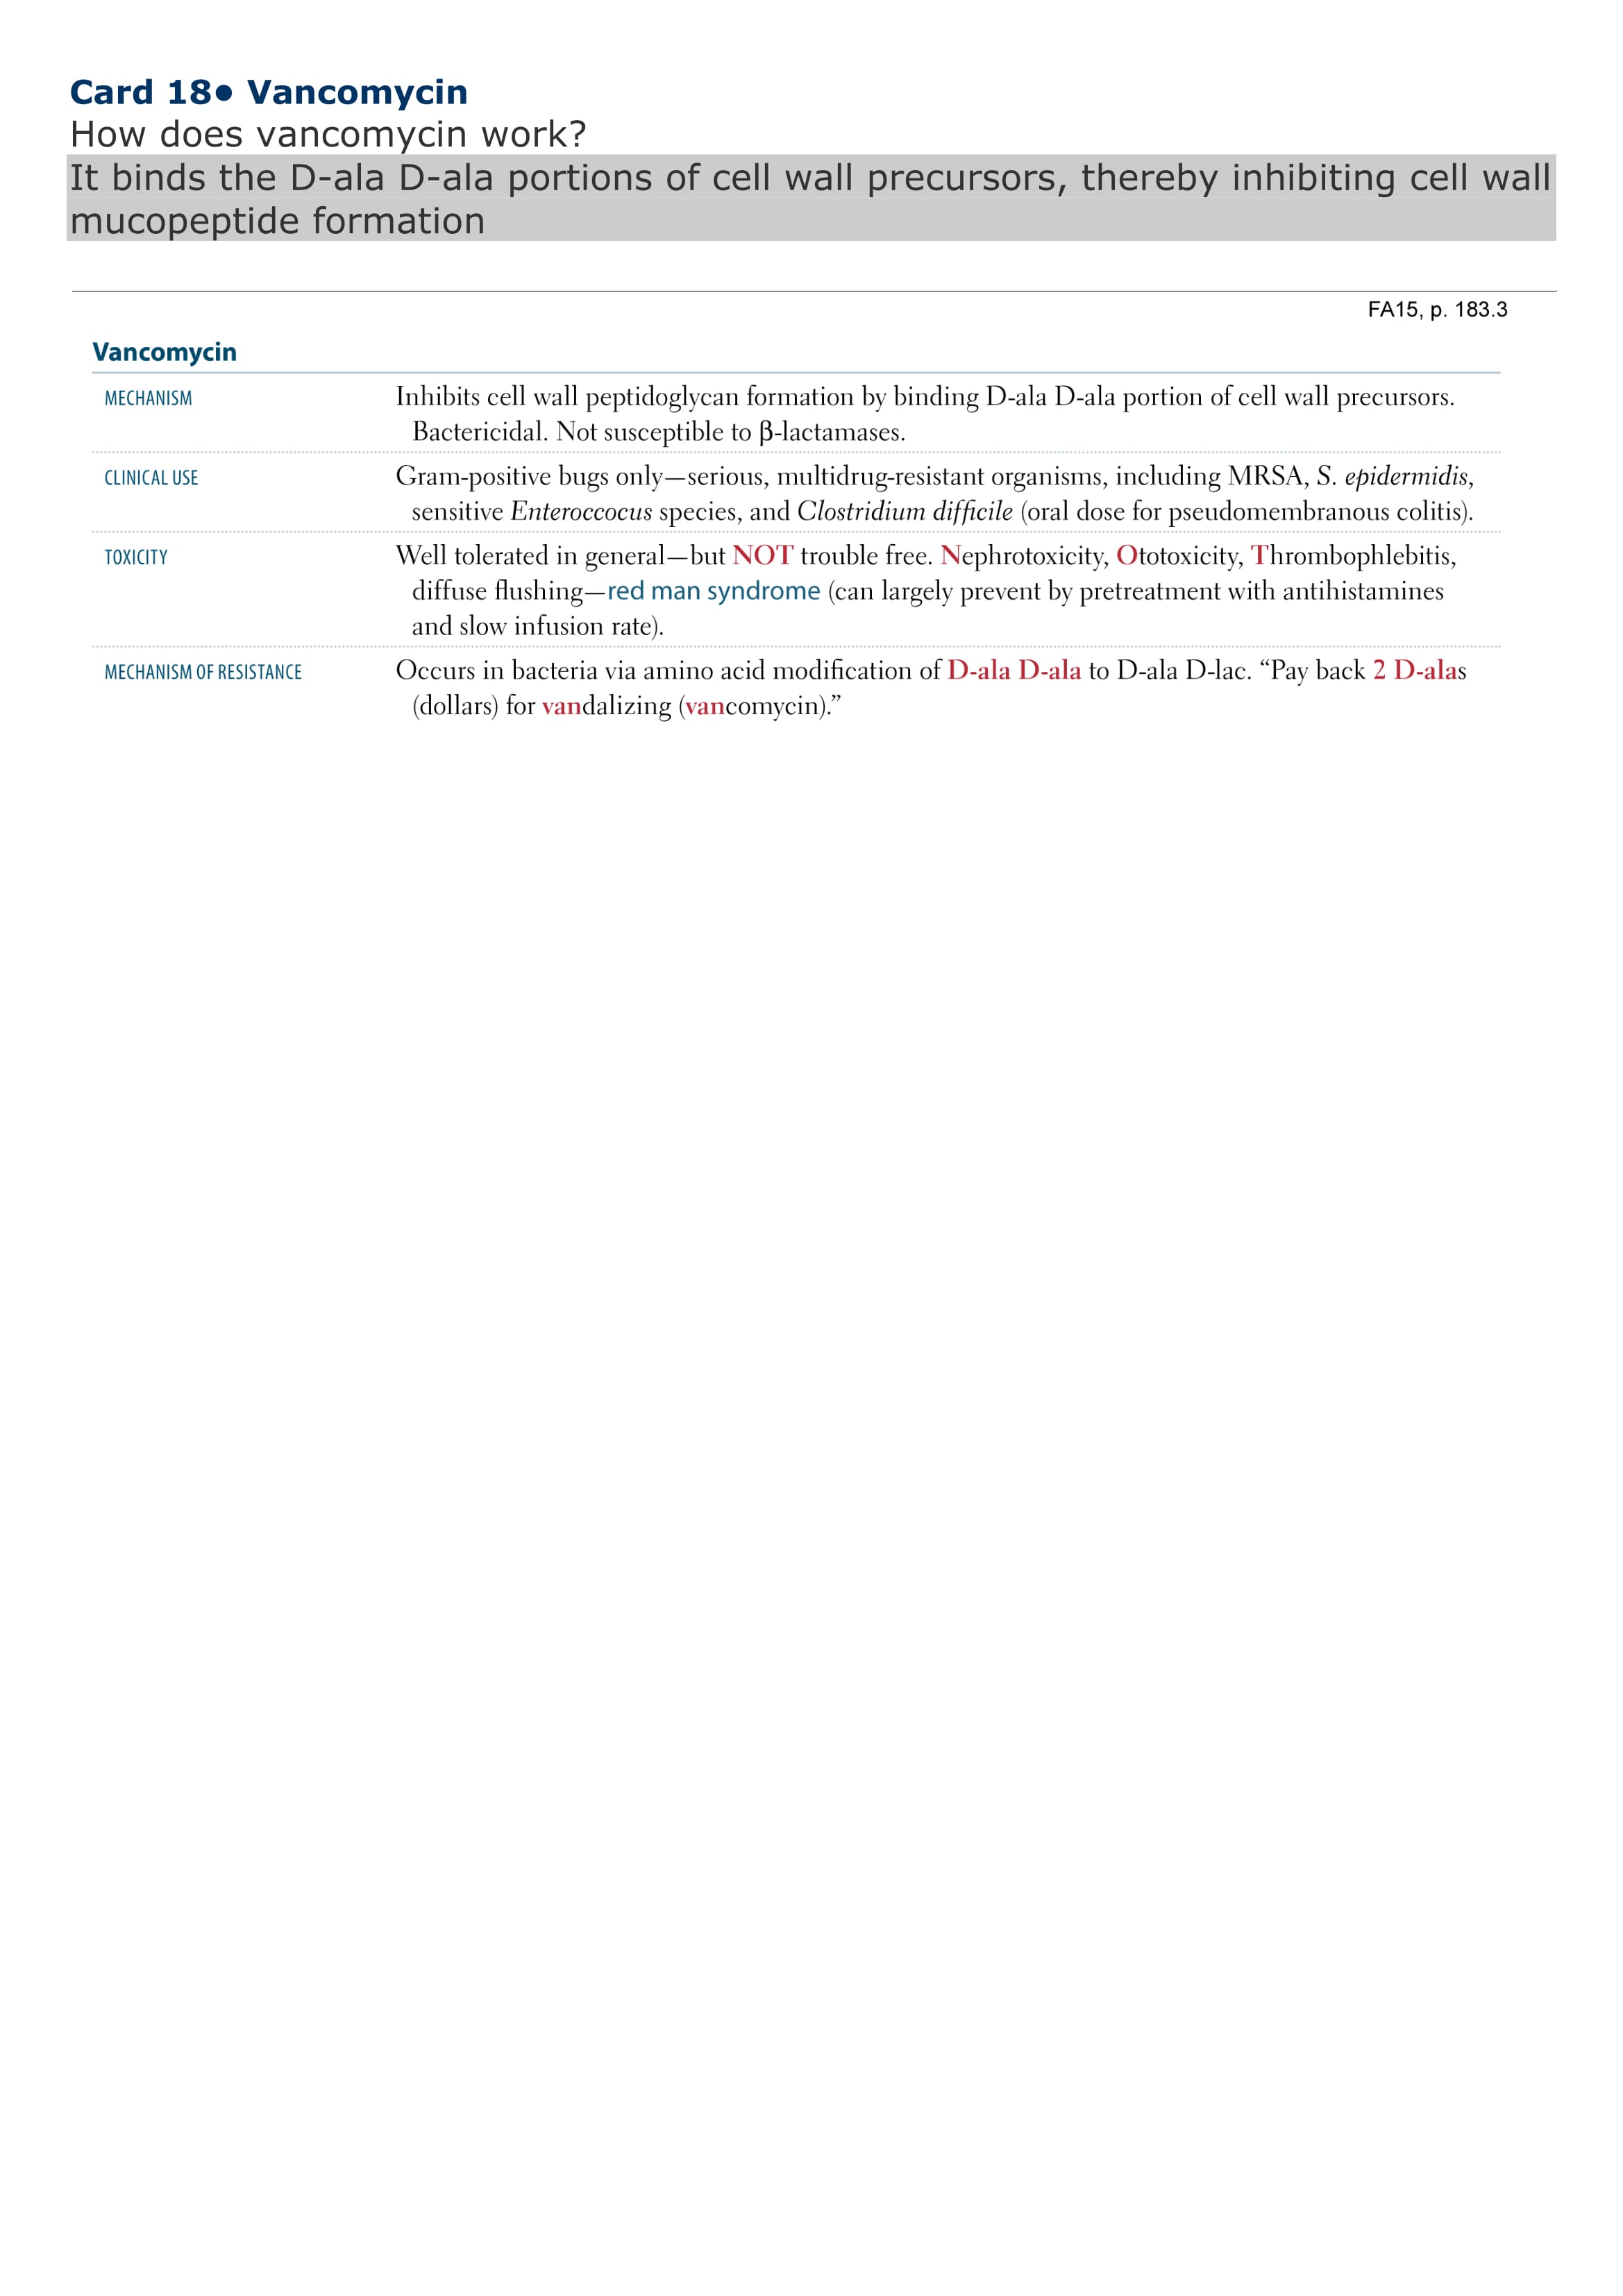 Card 18● Vancomycin
How does vancomycin work?
It binds the D-ala D-ala portions of cell wall precursors, thereby inhibiting cell wall
mucopeptide formation
FA15, p. 183.3
Vancomycin
MECHANISM Inhibits cell wall peptidoglycan formation by binding D-ala D-ala portion of cell wall precursors.
Bactericidal. Not susceptible to β-lactamases.
CLINICAL USE Gram-positive bugs only—serious, multidrug-resistant organisms, including MRSA, S. epidermidis,
sensitive Enteroccocus species, and Clostridium difficile (oral dose for pseudomembranous colitis).
TOXICITY Well tolerated in general—but NOT trouble free. Nephrotoxicity, Ototoxicity, Thrombophlebitis,
diffuse flushing—red man syndrome (can largely prevent by pretreatment with antihistamines
and slow infusion rate).
MECHANISM OF RESISTANCE Occurs in bacteria via amino acid modification of D-ala D-ala to D-ala D-lac. “Pay back 2 D-alas
(dollars) for vandalizing (vancomycin).”